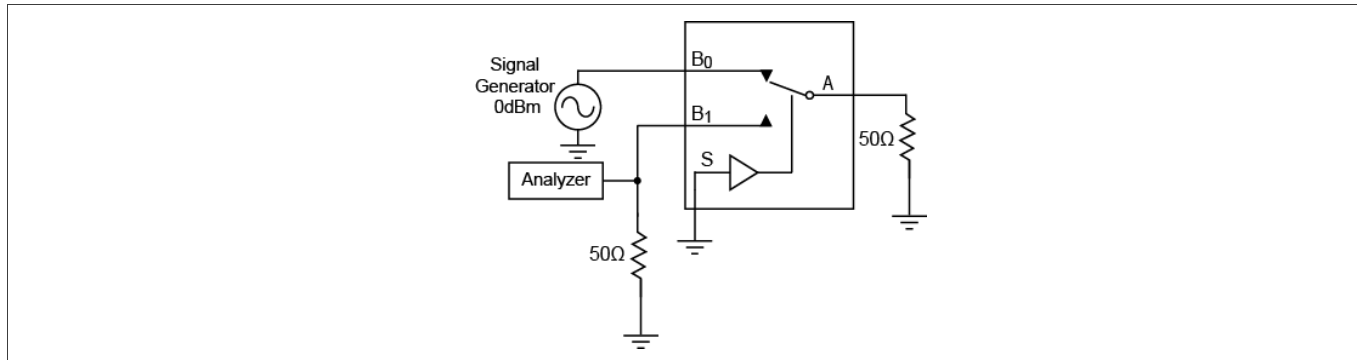 Signal
Generator
0dBm
B0
A
B1
50Ω
S
Analyzer
50Ω